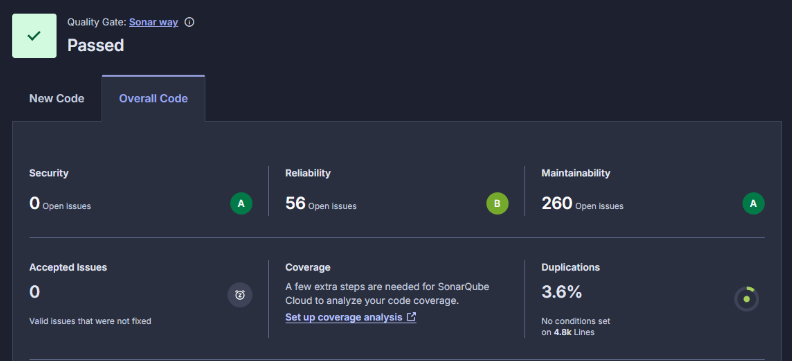 Quality Gate: Sonar way
Passed
New Code
Overall Code
Security
0 Open issues
A
Reliability
56 Open issues
B
Maintainability
260 Open issues
A
Accepted Issues
0
Valid issues that were not fixed
Coverage
A few extra steps are needed for SonarQube
Cloud to analyze your code coverage.
Set up coverage analysis
Duplications
3.6%
No conditions set
on 4.8k Lines